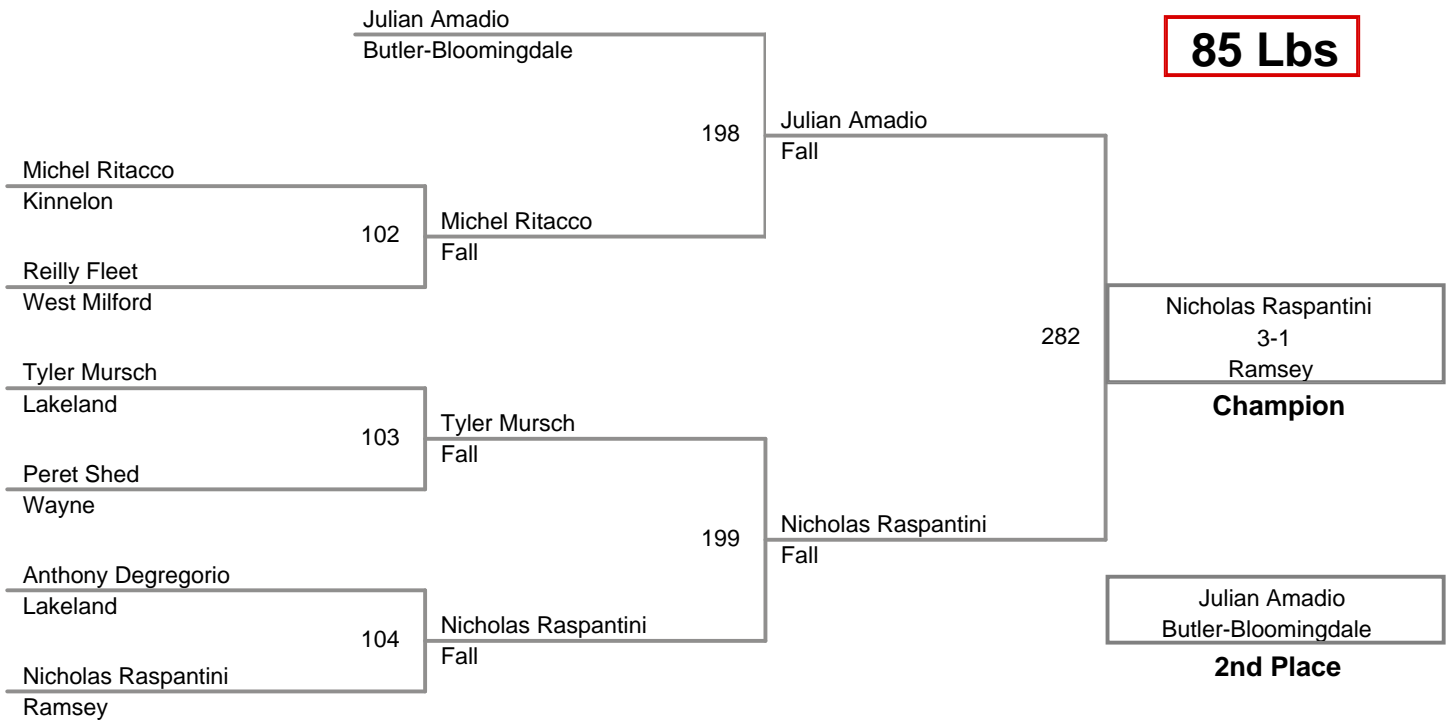 Julian Amadio
Butler-Bloomingdale
85 Lbs
198
Julian Amadio
Fall
Michel Ritacco
Kinnelon
102
Michel Ritacco
Fall
Reilly Fleet
West Milford
282
Nicholas Raspantini
3-1
Ramsey
Champion
Tyler Mursch
Lakeland
103
Tyler Mursch
Fall
Peret Shed
Wayne
199
Nicholas Raspantini
Fall
Anthony Degregorio
Lakeland
104
Nicholas Raspantini
Fall
Nicholas Raspantini
Ramsey
Julian Amadio
Butler-Bloomingdale
2nd Place